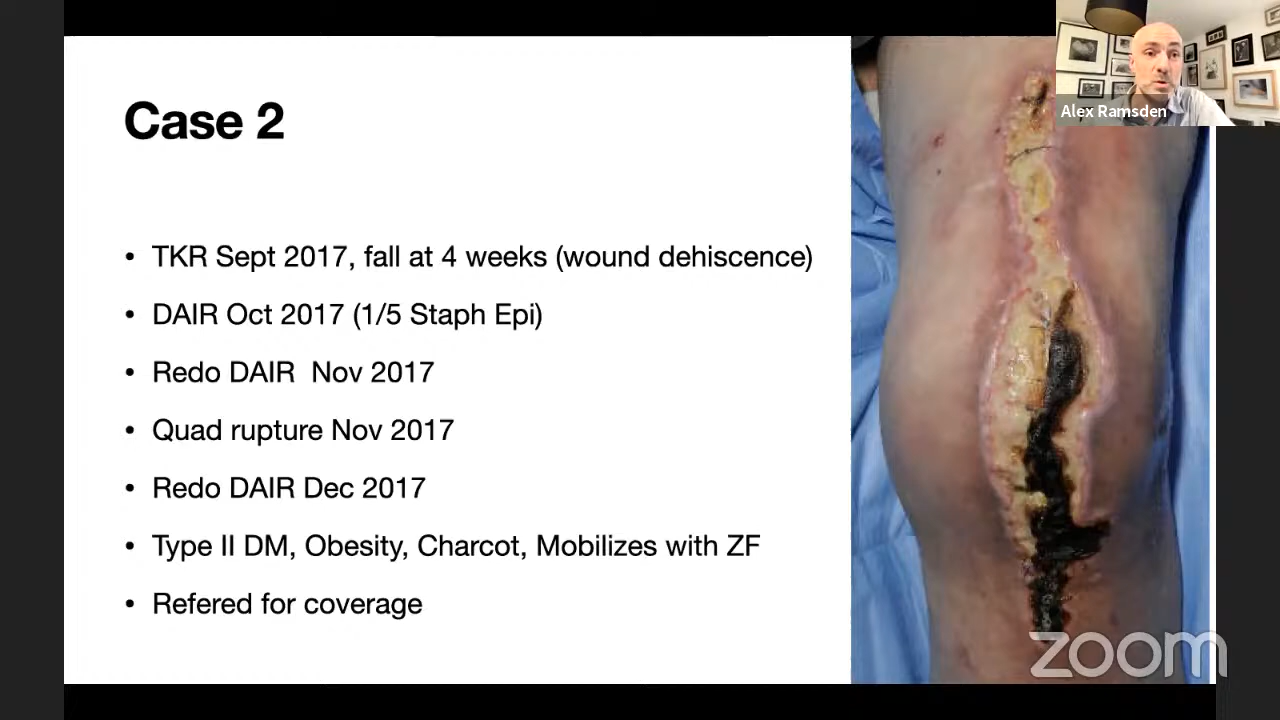 Case 2
Alex Ramsden
• TKR Sept 2017, fall at 4 weeks (wound dehiscence)
• DAIR Oct 2017 (1/5 Staph Epi)
• Redo DAIR  Nov 2017
• Quad rupture Nov 2017
• Redo DAIR Dec 2017
• Type II DM, Obesity, Charcot, Mobilizes with ZF
• Refered for coverage
zoom